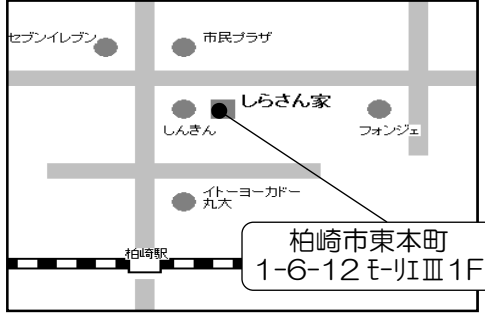 セブンイレブン
市民プラザ
しらさん家
しんきん
フォンジェ
イトーヨーカドー
丸大
柏崎駅
柏崎市東本町
1-6-12 ﾓｰﾘｴⅢ1F